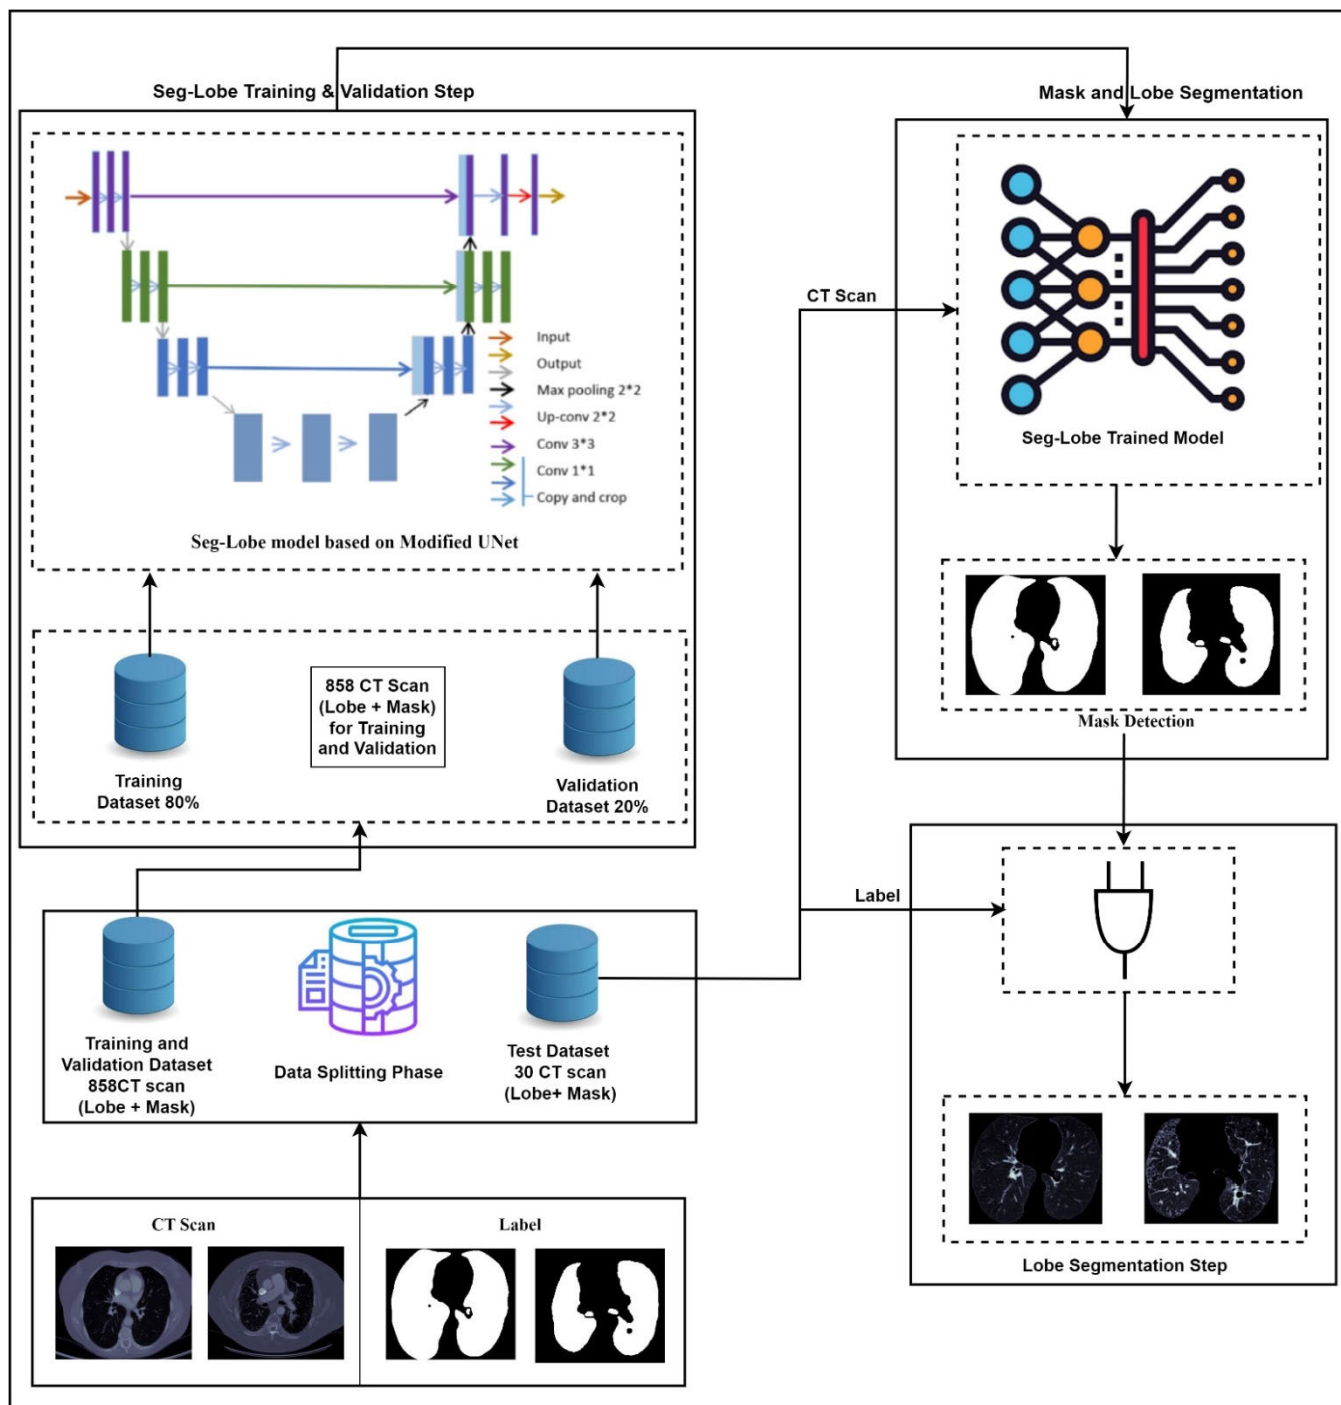 Seg-Lobe Training & Validation Step
Input
Output
Max pooling 2*2
Up-conv 2*2
Conv 3*3
Conv 1*1
Copy and crop
Seg-Lobe model based on Modified UNet
858 CT Scan
(Lobe + Mask)
for Training
and Validation
Training
Dataset 80%
Validation
Dataset 20%
Training and
Validation Dataset
858CT scan
(Lobe + Mask)
Data Splitting Phase
Test Dataset
30 CT scan
(Lobe+ Mask)
CT Scan
Label
Mask and Lobe Segmentation
CT Scan
Seg-Lobe Trained Model
Mask Detection
Label
Lobe Segmentation Step